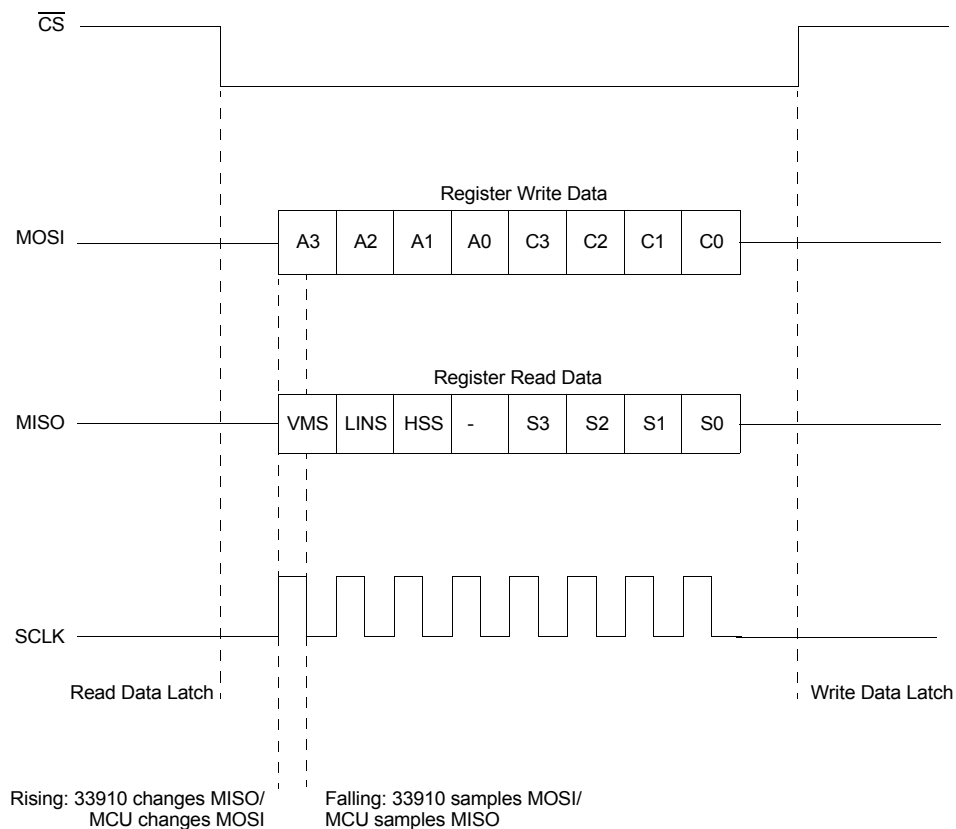 CS
Register Write Data
MOSI
A3 A2 A1 A0 C3 C2 C1 C0
Register Read Data
MISO
VMS LINS HSS - S3 S2 S1 S0
SCLK
Read Data Latch
Write Data Latch
Rising: 33910 changes MISO/
MCU changes MOSI
Falling: 33910 samples MOSI/
MCU samples MISO